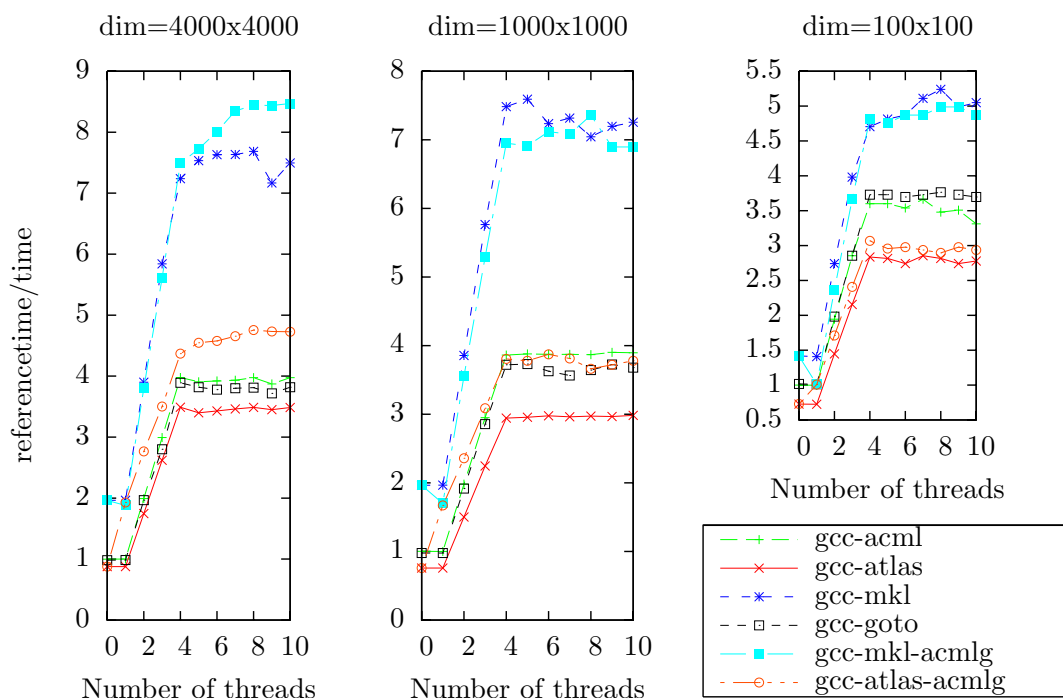 dim=4000x4000
dim=1000x1000
dim=100x100
referencetime/time
9
8
7
6
5
4
3
2
1
0
0 2 4 6 8 10
Number of threads
8
7
6
5
4
3
2
1
0
0 2 4 6 8 10
Number of threads
5.5
5
4.5
4
3.5
3
2.5
2
1.5
1
0.5
0 2 4 6 8 10
Number of threads
gcc-acml
gcc-atlas
gcc-mkl
gcc-goto
gcc-mkl-acmlg
gcc-atlas-acmlg